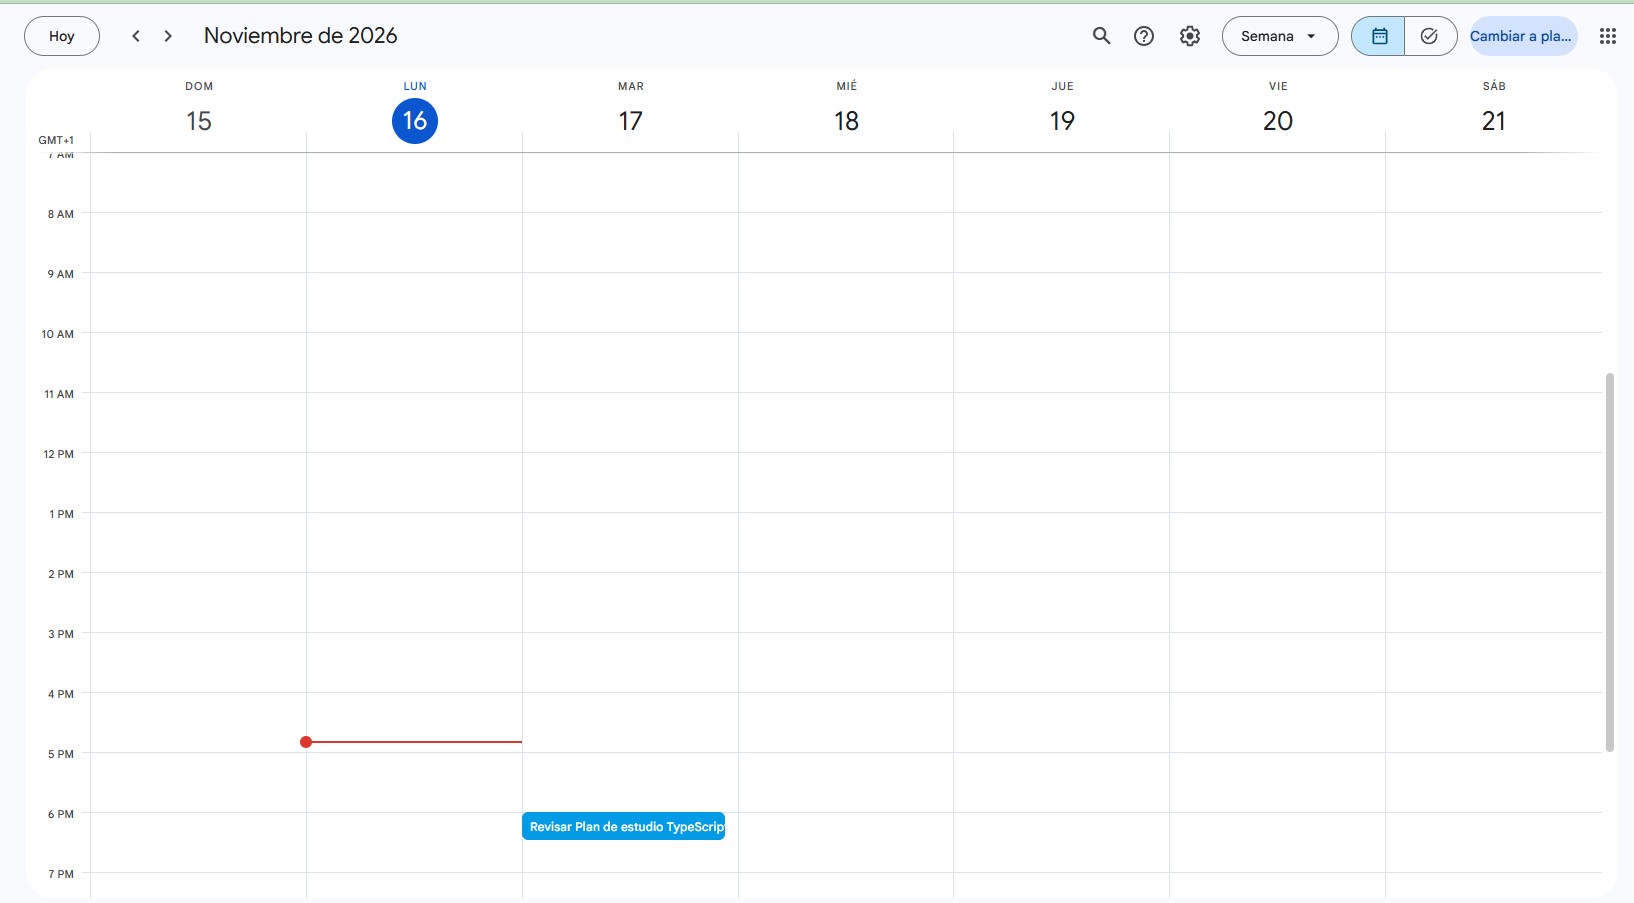 Hoy
Noviembre de 2026
Semana
Cambiar a pla...
DOM LUN MAR MIÉ JUE VIE SÁB
15 16 17 18 19 20 21
GMT+1
7 AM
8 AM
9 AM
10 AM
11 AM
12 PM
1 PM
2 PM
3 PM
4 PM
5 PM
6 PM
Revisar Plan de estudio TypeScrip
7 PM